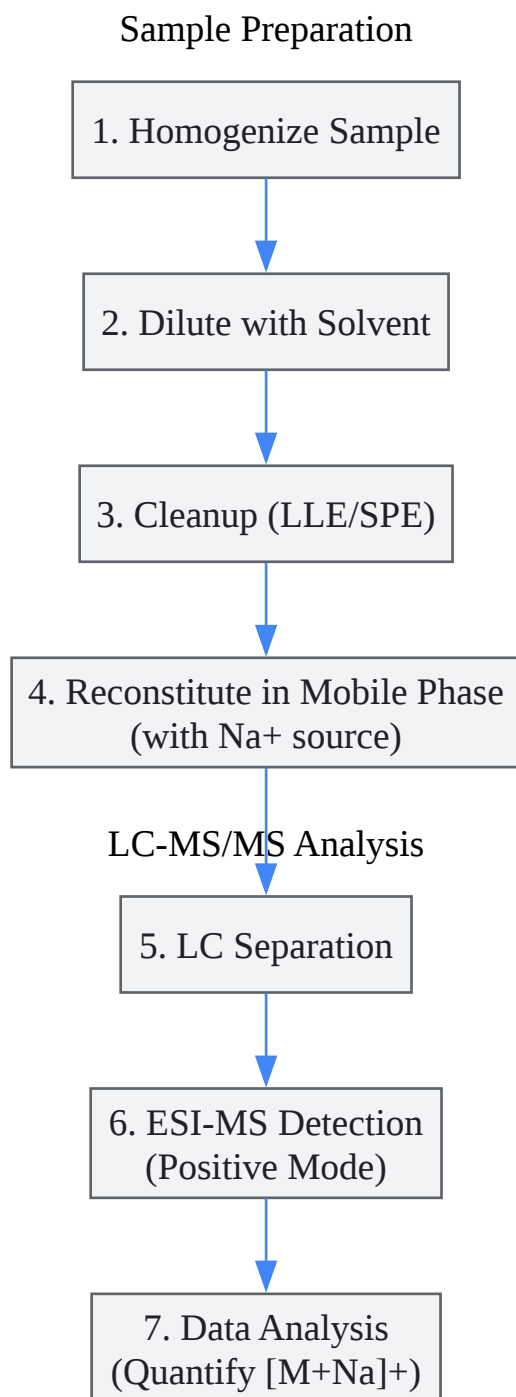 Sample Preparation
1. Homogenize Sample
2. Dilute with Solvent
3. Cleanup (LLE/SPE)
4. Reconstitute in Mobile Phase
(with Na+ source)
LC-MS/MS Analysis
5. LC Separation
6. ESI-MS Detection
(Positive Mode)
7. Data Analysis
(Quantify [M+Na]+)